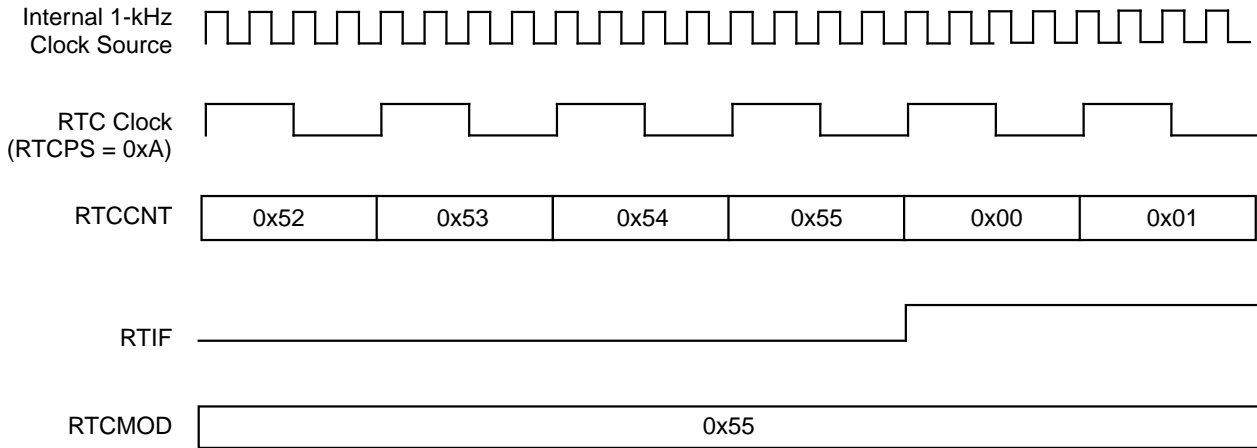 Internal 1-kHz
Clock Source
RTC Clock
(RTCPS = 0xA)
RTCCNT
0x52 0x53 0x54 0x55 0x00 0x01
RTIF
RTCMOD
0x55